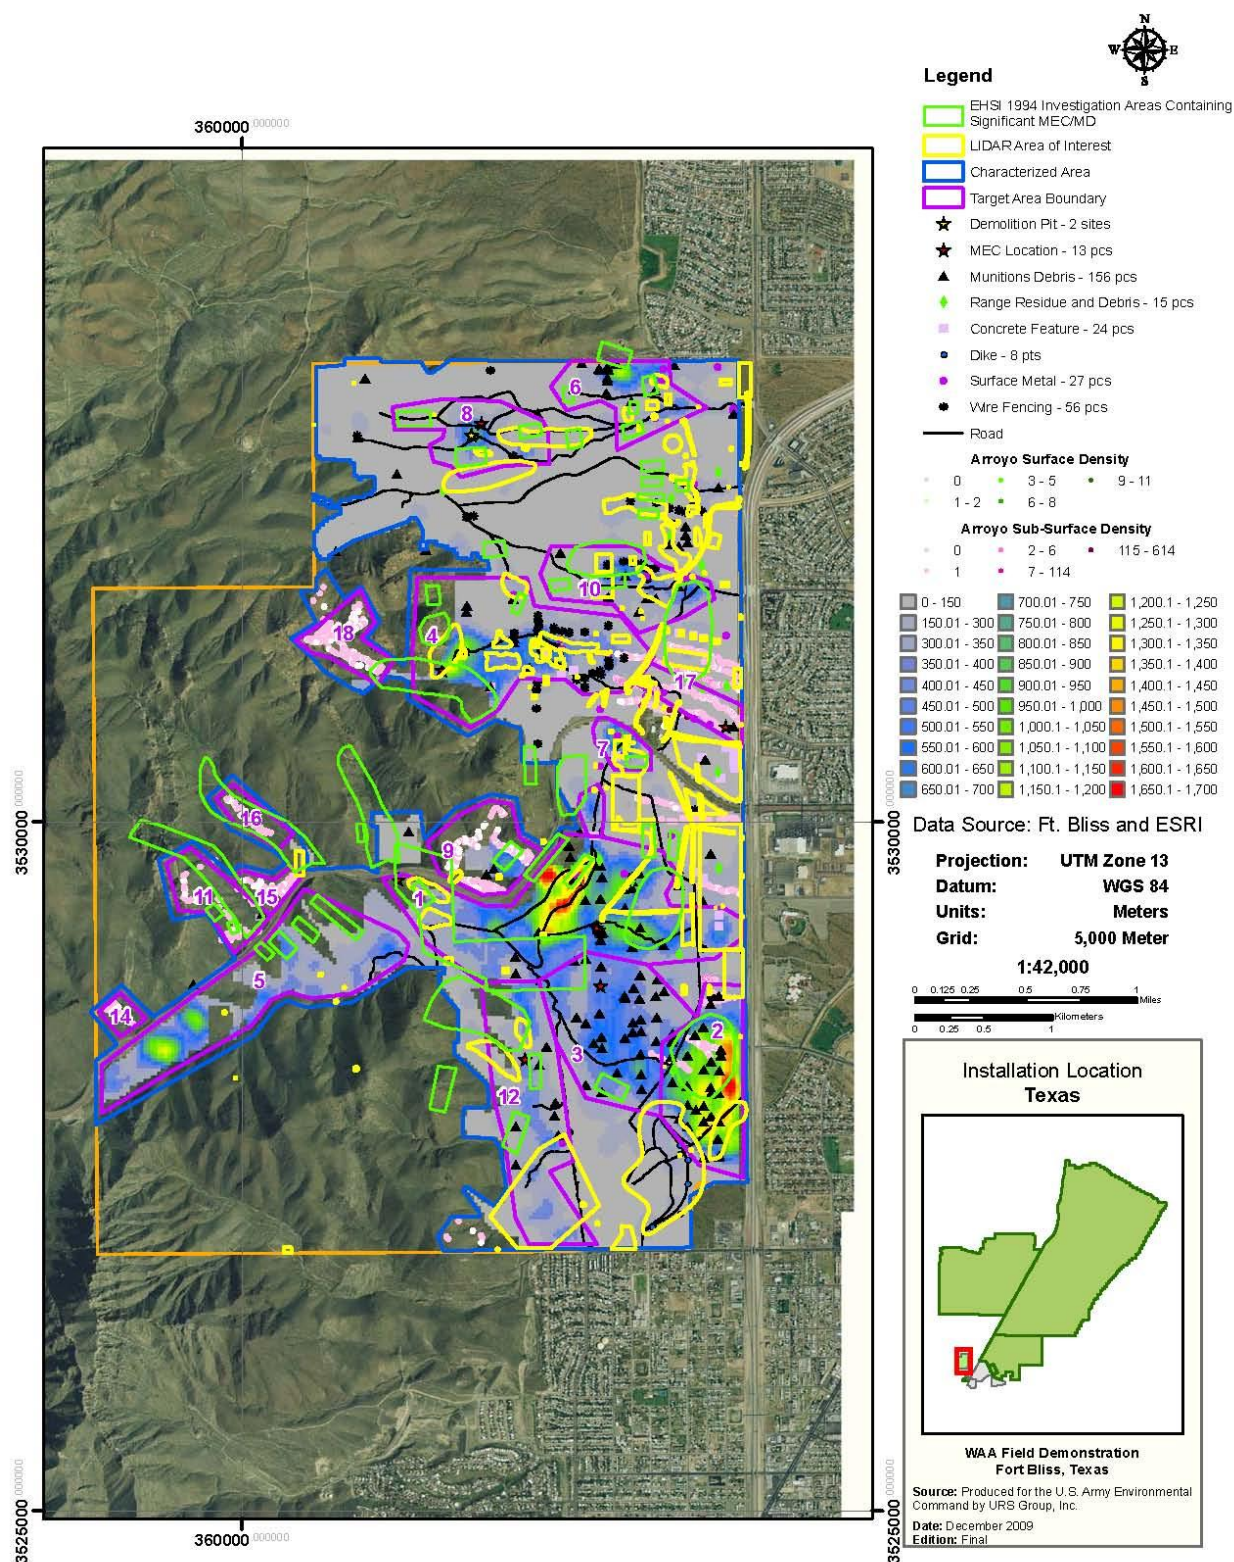 N
W E
S
Legend
EHSI 1994 Investigation Areas Containing
Significant MEC/MD
LIDAR Area of Interest
Characterized Area
Target Area Boundary
Demolition Pit - 2 sites
MEC Location - 13 pcs
Munitions Debris - 156 pcs
Range Residue and Debris - 15 pcs
Concrete Feature - 24 pcs
Dike - 8 pts
Surface Metal - 27 pcs
Wire Fencing - 56 pcs
Road
Arroyo Surface Density
0 3 - 5 9 - 11
1 - 2 6 - 8
Arroyo Sub-Surface Density
0 2 - 6 115 - 614
1 7 - 114
0 - 150 700.01 - 750 1,200.1 - 1,250
150.01 - 300 750.01 - 800 1,250.1 - 1,300
300.01 - 350 800.01 - 850 1,300.1 - 1,350
350.01 - 400 850.01 - 900 1,350.1 - 1,400
400.01 - 450 900.01 - 950 1,400.1 - 1,450
450.01 - 500 950.01 - 1,000 1,450.1 - 1,500
500.01 - 550 1,000.1 - 1,050 1,500.1 - 1,550
550.01 - 600 1,050.1 - 1,100 1,550.1 - 1,600
600.01 - 650 1,100.1 - 1,150 1,600.1 - 1,650
650.01 - 700 1,150.1 - 1,200 1,650.1 - 1,700
Data Source: Ft. Bliss and ESRI
Projection: UTM Zone 13
Datum: WGS 84
Units: Meters
Grid: 5,000 Meter
1:42,000
0 0.125 0.25 0.5 0.75 1
Miles
Kilometers
0 0.25 0.5 1
Installation Location
Texas
WAA Field Demonstration
Fort Bliss, Texas
Source: Produced for the U.S. Army Environmental
Command by URS Group, Inc.
Date: December 2009
Edition: Final
360000.000000
6
8
10
18
4
17
7
16
9
11
15
1
5
14
2
3
12
3530000.000000
3530000.000000
3525000.000000
3525000.000000
360000.000000